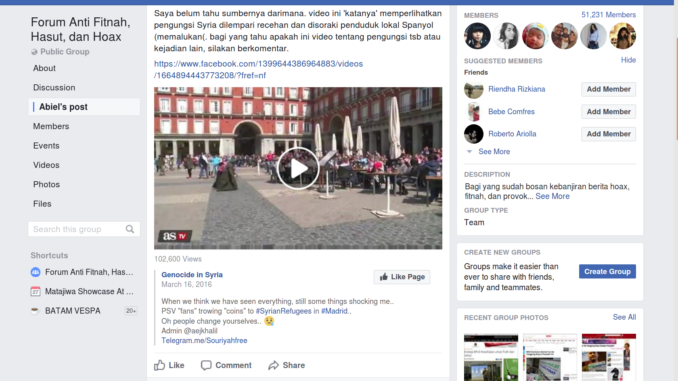 Forum Anti Fitnah,
Hasut, dan Hoax
Public Group
About
Discussion
Abiel's post
Members
Events
Videos
Photos
Files
Search this group
Shortcuts
Forum Anti Fitnah, Has...
Matajiwa Showcase At ...
BATAM VESPA 20+
Saya belum tahu sumbernya darimana. video ini 'katanya' memperlihatkan
pengungsi Syria dilempari recehan dan disoraki penduduk lokal Spanyol
(memalukan(. bagi yang tahu apakah ini video tentang pengungsi tsb atau
kejadian lain, silakan berkomentar.
https://www.facebook.com/1399644386964883/videos
/1664894443773208/?fref=nf
as TV
102,600 Views
Genocide in Syria
March 16, 2016
Like Page
When we think we have seen everything, still some things shocking me..
PSV "fans" trowing "coins" to #SyrianRefugees in #Madrid..
Oh people change yourselves..
Admin @aejkhalil
Telegram.me/Souriyahfree
Like Comment Share
MEMBERS 51,231 Members
SUGGESTED MEMBERS Hide
Friends
Riendha Rizkiana Add Member
Bebe Comfres Add Member
Roberto Ariolla Add Member
See More
DESCRIPTION
Bagi yang sudah bosan kebanjiran berita hoax,
fitnah, dan provok... See More
GROUP TYPE
Team
CREATE NEW GROUPS
Groups make it easier than
ever to share with friends,
family and teammates.
Create Group
RECENT GROUP PHOTOS See All